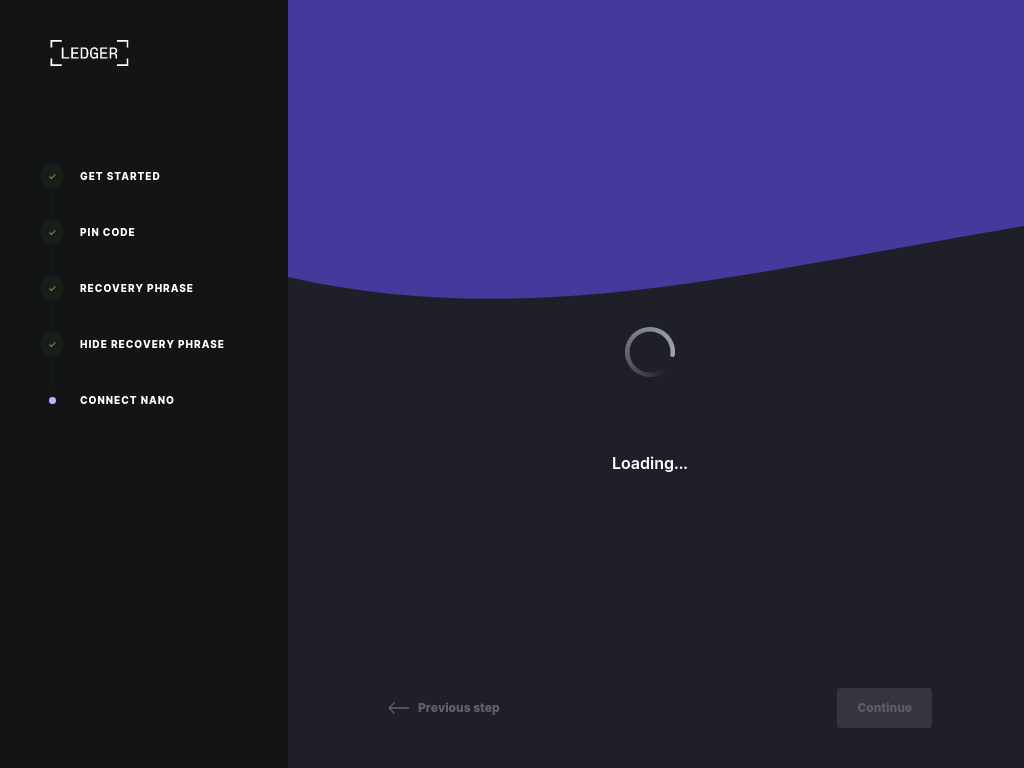 LEDGER
GET STARTED
PIN CODE
RECOVERY PHRASE
HIDE RECOVERY PHRASE
CONNECT NANO
Loading...
Previous step
Continue